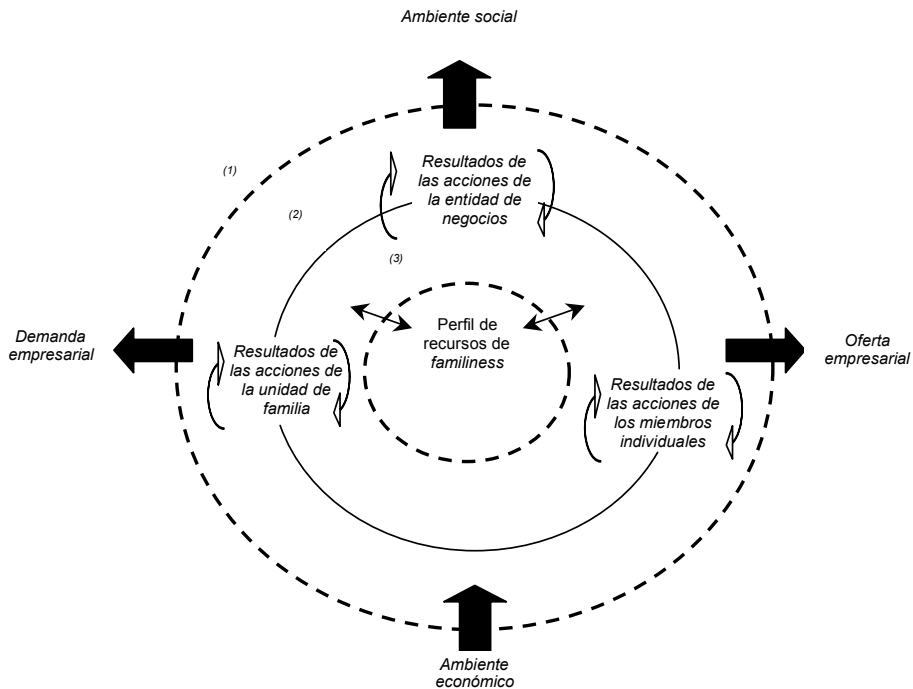 Ambiente social
(1)
Resultados de
las acciones de
la entidad de
negocios
(2)
(3)
Demanda
empresarial
Resultados de
las acciones de
la unidad de
familia
Perfil de
recursos de
familiness
Oferta
empresarial
Resultados de
las acciones de
los miembros
individuales
Ambiente
económico